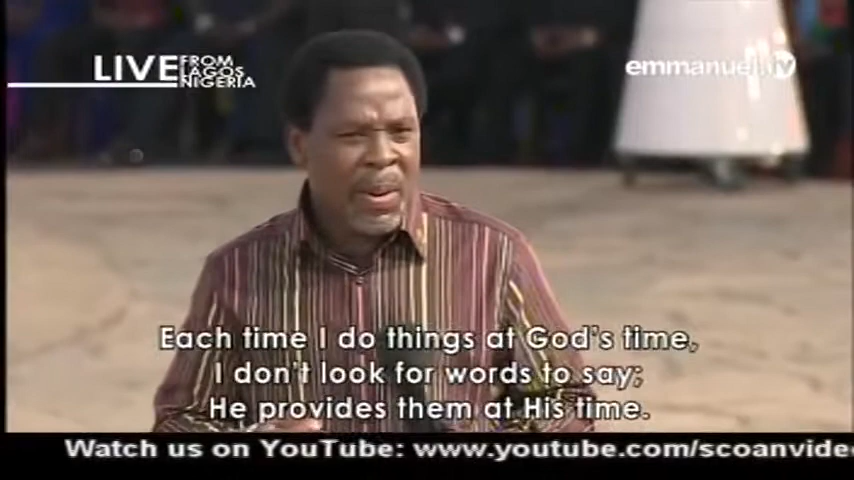 LIVE FROM LAGOS NIGERIA
emmanuel tv
Each time I do things at God's time,
I don't look for words to say;
He provides them at His time.
Watch us on YouTube: www.youtube.com/scoanvide